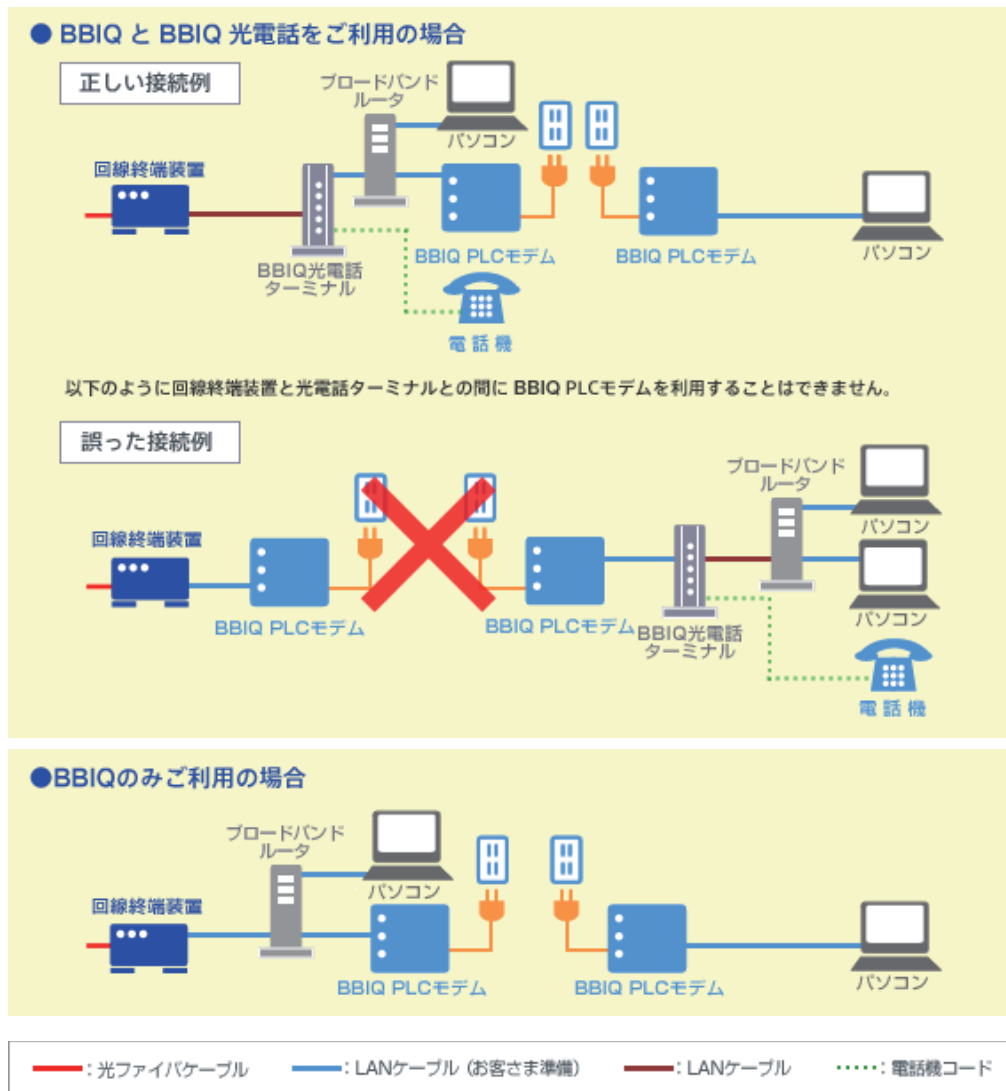 ● BBIQ と BBIQ 光電話をご利用の場合
正しい接続例
ブロードバンド
ルータ
パソコン
回線終端装置
BBIQ光電話
ターミナル
BBIQ PLCモデム
BBIQ PLCモデム
パソコン
電話機
以下のように回線終端装置と光電話ターミナルとの間に BBIQ PLCモデムを利用することはできません。
誤った接続例
ブロードバンド
ルータ
パソコン
回線終端装置
BBIQ PLCモデム
BBIQ PLCモデム
BBIQ光電話
ターミナル
パソコン
電話機
●BBIQのみご利用の場合
ブロードバンド
ルータ
パソコン
回線終端装置
BBIQ PLCモデム
BBIQ PLCモデム
パソコン
：光ファイバケーブル ：LANケーブル（お客さま準備） ：LANケーブル ：電話機コード